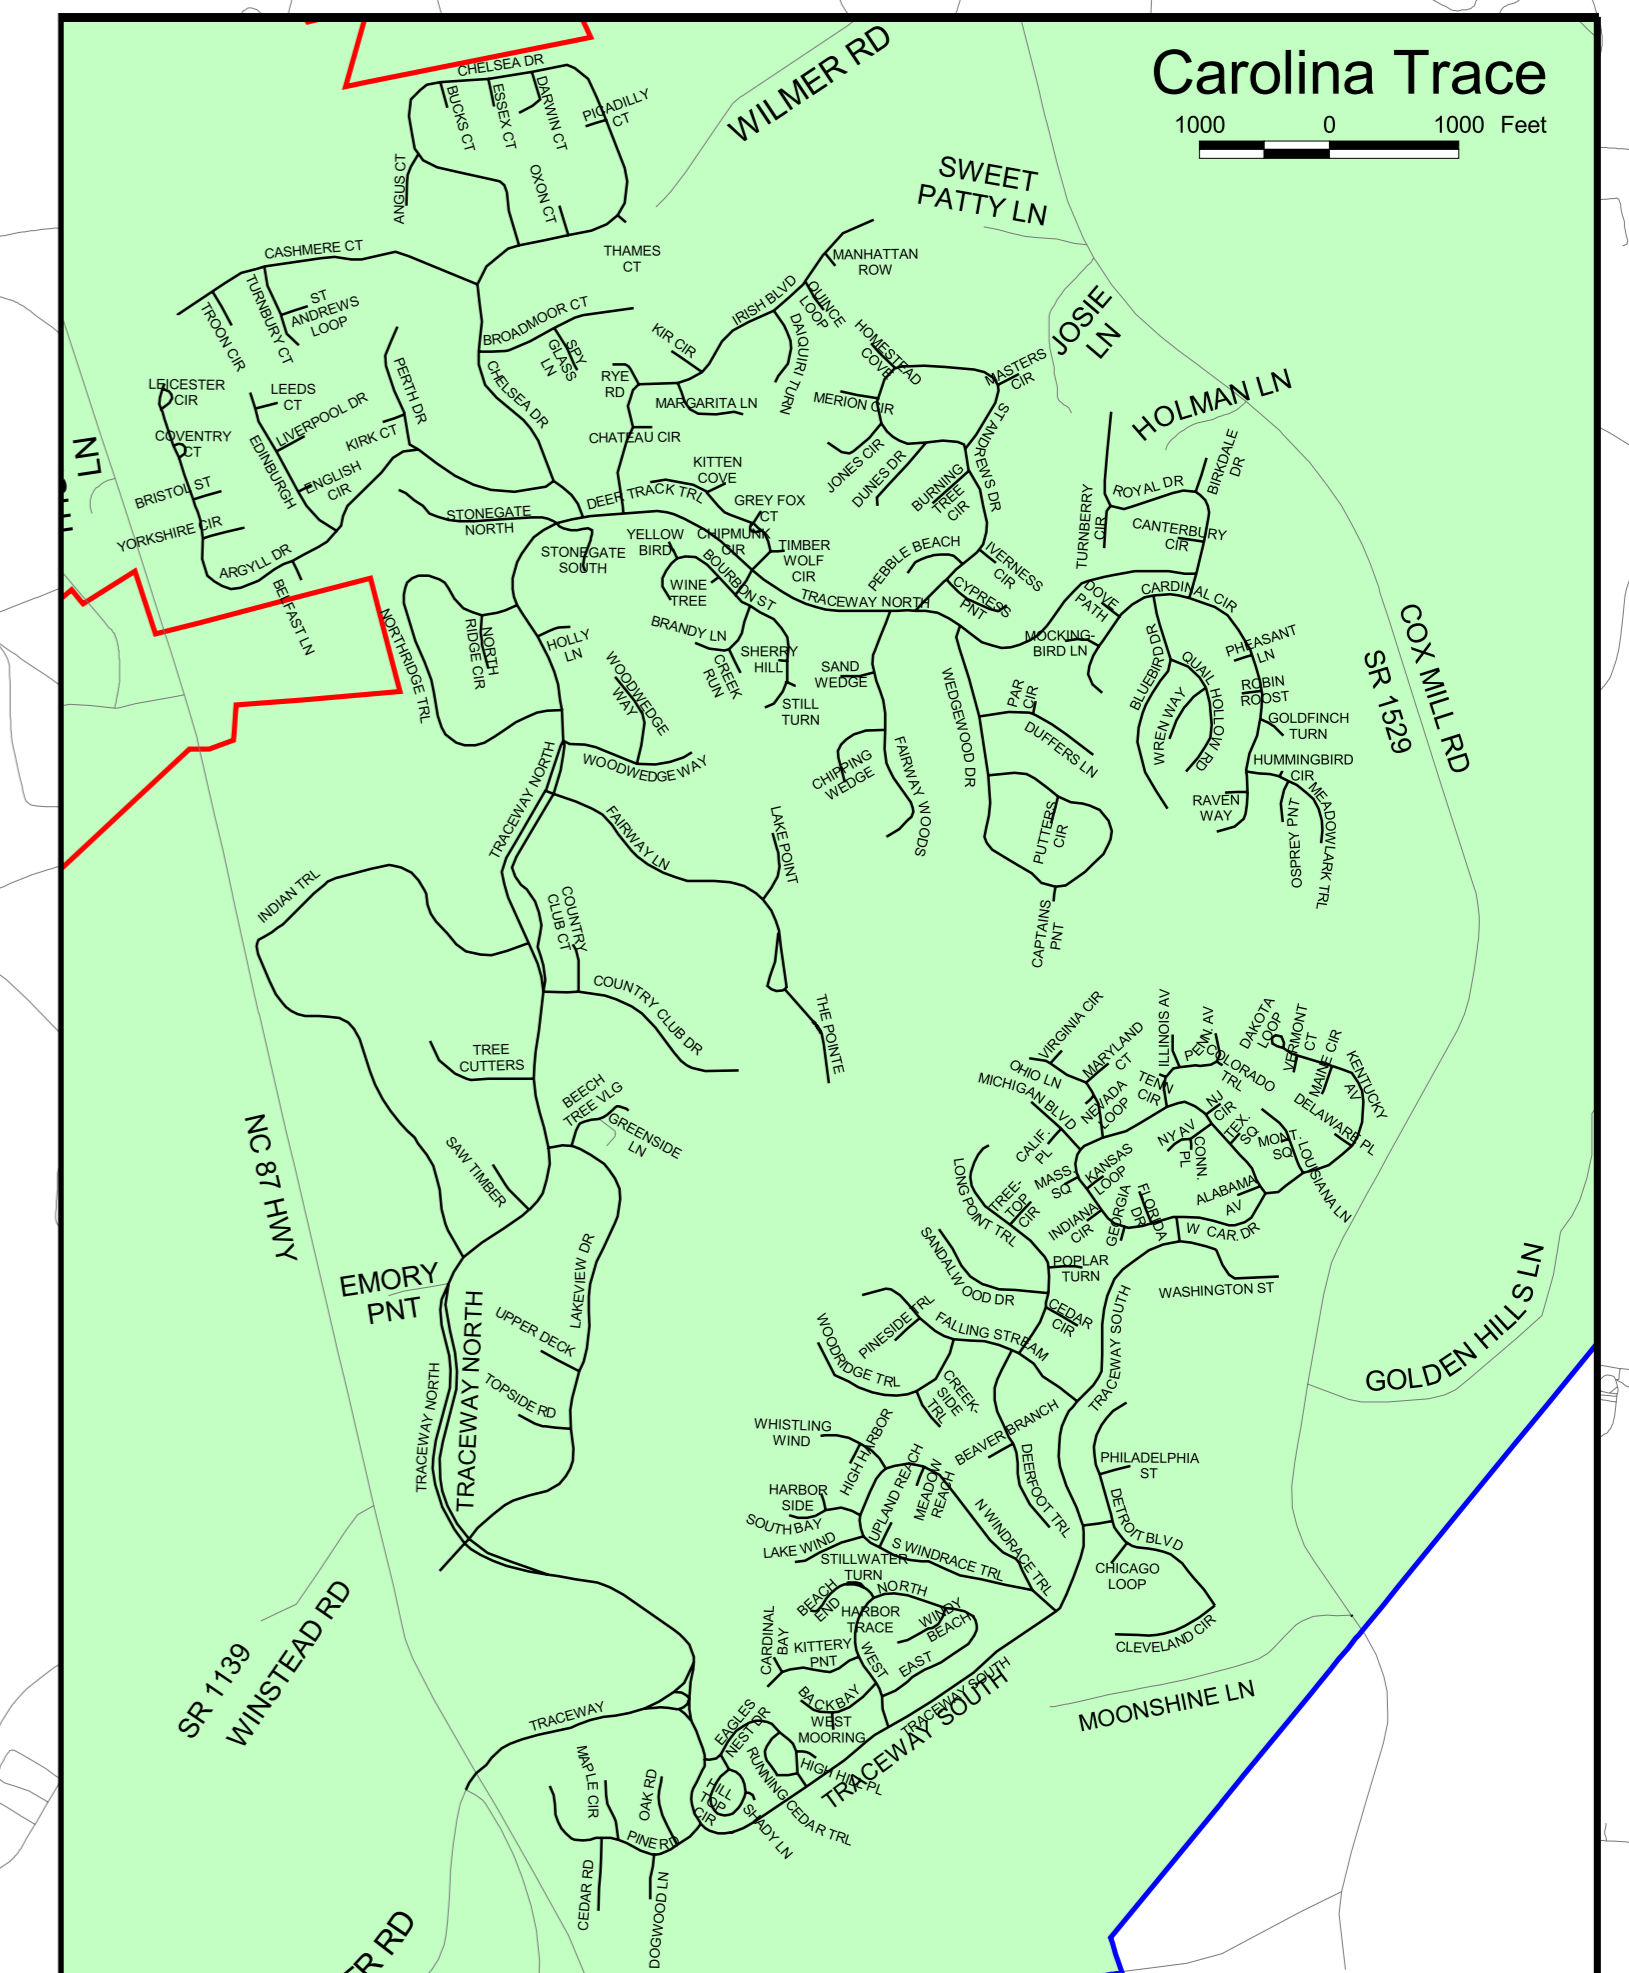 Carolina Trace
1000 0 1000 Feet
CHELSEA DR
BUCKS CT
ESSEX CT
DARWIN CT
PICADILLY
CT
WILMER RD
ANGUS CT
OXON CT
SWEET
PATTY LN
THAMES
CT
CASHMERE CT
MANHATTAN
ROW
TROON CIR
TURNBURY CT
ST
ANDREWS
LOOP
BROADMOOR CT
SPY
GLASS
LN
KIR CIR
IRISH BLVD
QUINCE
LOOP
DAIQUIRI TURN
HOMESTEAD
COVE
JOSIE
LN
MASTERS
CIR
HOLMAN LN
LEICESTER
CIR
LEEDS
CT
PERTH DR
CHELSEA DR
RYE
RD
MARGARITA LN
MERION CIR
ST ANDREWS DR
LIVERPOOL DR
KIRK CT
COVENTRY
CT
EDINBURGH
ENGLISH
CIR
CHATEAU CIR
JONES CIR
DUNES DR
BURNING
TREE
CIR
BIRKDALE
DR
LN
BRISTOL ST
YORKSHIRE CIR
ARGYLL DR
BELFAST LN
KITTEN
COVE
DEER TRACK TRL
GREY FOX
CT
ROYAL DR
TURNBERRY
CIR
CANTERBURY
CIR
STONEGATE
NORTH
STONEGATE
SOUTH
YELLOW
BIRD
CHIPMUNK
CIR
TIMBER
WOLF
CIR
BOURBON ST
WINE
TREE
PEBBLE BEACH
IVERNESS
CIR
CYPRESS
PNT
TRACEWAY NORTH
DOVE
PATH
CARDINAL CIR
NORTHRIDGE TRL
NORTH
RIDGE CIR
HOLLY
LN
BRANDY LN
CREEK
RUN
SHERRY
HILL
STILL
TURN
SAND
WEDGE
MOCKING-
BIRD LN
BLUEBIRD DR
PHEASANT
LN
COX MILL RD
SR 1529
WOODWEDGE
WAY
WEDGEWOOD DR
PAR
CIR
DUFFERS LN
WREN WAY
QUAIL HOLLOW RD
ROBIN
ROOST
GOLDFINCH
TURN
HUMMINGBIRD
CIR
WOODWEDGE WAY
CHIPPING
WEDGE
FAIRWAY WOODS
PUTTERS
CIR
RAVEN
WAY
OSPREY PNT
MEADOWLARK TRL
TRACEWAY NORTH
FAIRWAY LN
LAKE POINT
CAPTAINS
PNT
INDIAN TRL
COUNTRY
CLUB CT
COUNTRY CLUB DR
THE POINTE
TREE
CUTTERS
VIRGINIA CIR
OHIO LN
MICHIGAN BLVD
MARYLAND
CT
NEVADA
LOOP
TENN
CIR
ILLINOIS AV
PENN. AV
COLORADO
TRL
DAKOTA
LOOP
VERMONT
CT
MAINE CIR
KENTUCKY
AV
DELAWARE PL
BEECH
TREE VLG
GREENSIDE
LN
CALIF.
PL
NJ
CIR
TEX.
SQ
MONT.
SQ
NY AV
CONN.
PL
LOUISIANA LN
ALABAMA
AV
MASS.
SQ
KANSAS
LOOP
GEORGIA
DR
FLORIDA
INDIANA
CIR
W CAR. DR
WASHINGTON ST
NC 87 HWY
SAW TIMBER
LONG POINT TRL
TREE-
TOP
CIR
POPLAR
TURN
SANDALWOOD DR
CEDAR
CIR
EMORY
PNT
LAKEVIEW DR
UPPER DECK
TOPSIDE RD
TRACEWAY NORTH
TRACEWAY NORTH
PINESIDE TRL
FALLING STREAM
WOODRIDGE TRL
CREEK-
SIDE
TRL
TRACEWAY SOUTH
GOLDEN HILLS LN
WHISTLING
WIND
HIGH HARBOR
BEAVER BRANCH
DEERFOOT TRL
PHILADELPHIA
ST
DETROIT BLVD
UPLAND REACH
MEADOW
REACH
HARBOR
SIDE
SOUTH BAY
LAKE WIND
N WINDRACE TRL
S WINDRACE TRL
CHICAGO
LOOP
CLEVELAND CIR
STILLWATER
TURN
BEACH
END
NORTH
HARBOR
TRACE
WINDY
BEACH
CARDINAL
BAY
KITTERY
PNT
WEST
EAST
BACKBAY
WEST
MOORING
TRACEWAY SOUTH
TRACEWAY SOUTH
MOONSHINE LN
SR 1139
WINSTEAD RD
TRACEWAY
EAGLES
NEST DR
RUNNING CEDAR TRL
HIGH HILL PL
HILL
TOP
CIR
SHADY LN
MAPLE CIR
OAK RD
PINE RD
CEDAR RD
DOGWOOD LN
RD